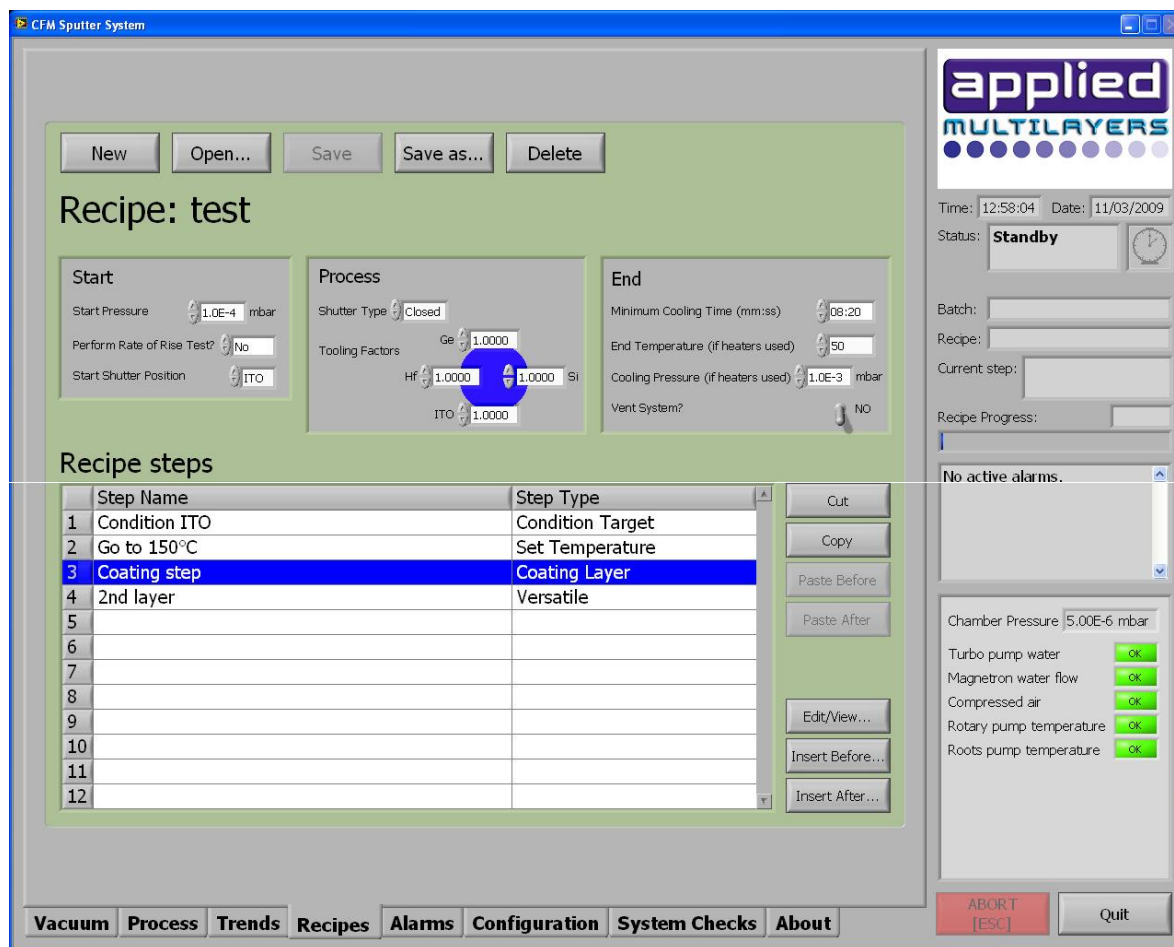 CFM Sputter System
New Open... Save Save as... Delete
Recipe: test
Start
Start Pressure 1.0E-4 mbar
Perform Rate of Rise Test? No
Start Shutter Position ITO
Process
Shutter Type Closed
Tooling Factors
Ge 1.0000
Hf 1.0000 1.0000 Si
ITO 1.0000
End
Minimum Cooling Time (mm:ss) 08:20
End Temperature (if heaters used) 50
Cooling Pressure (if heaters used) 1.0E-3 mbar
Vent System? NO
Recipe steps
Step Name Step Type
1 Condition ITO Condition Target
2 Go to 150°C Set Temperature
3 Coating step Coating Layer
4 2nd layer Versatile
5
6
7
8
9
10
11
12
Cut
Copy
Paste Before
Paste After
Edit/View...
Insert Before...
Insert After...
Vacuum Process Trends Recipes Alarms Configuration System Checks About
applied
MULTILAYERS
Time: 12:58:04 Date: 11/03/2009
Status: Standby
Batch:
Recipe:
Current step:
Recipe Progress:
No active alarms.
Chamber Pressure 5.00E-6 mbar
Turbo pump water OK
Magnetron water flow OK
Compressed air OK
Rotary pump temperature OK
Roots pump temperature OK
ABORT
[ESC]
Quit